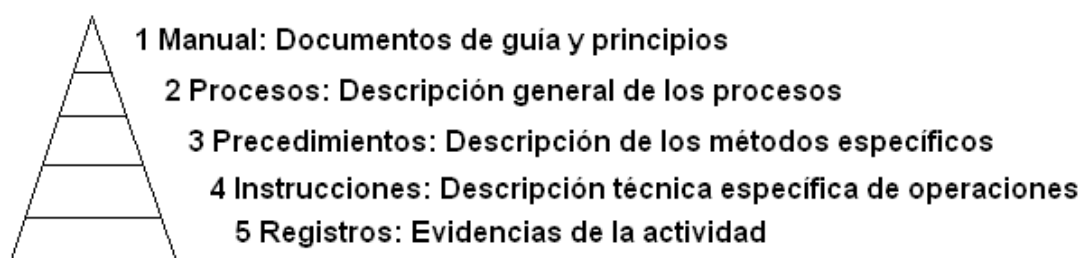 1 Manual: Documentos de guía y principios
2 Procesos: Descripción general de los procesos
3 Precedimientos: Descripción de los métodos específicos
4 Instrucciones: Descripción técnica específica de operaciones
5 Registros: Evidencias de la actividad